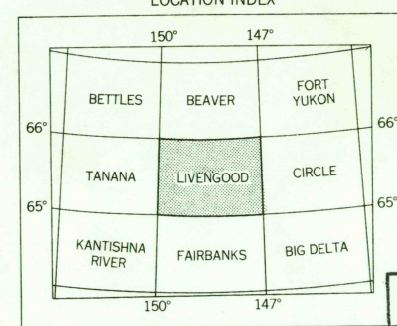 LOCATION INDEX
150° 147°
BETTLES BEAVER FORT YUKON
66° 66°
TANANA LIVENGOOD CIRCLE
65° 65°
KANTISHNA RIVER FAIRBANKS BIG DELTA
150° 147°